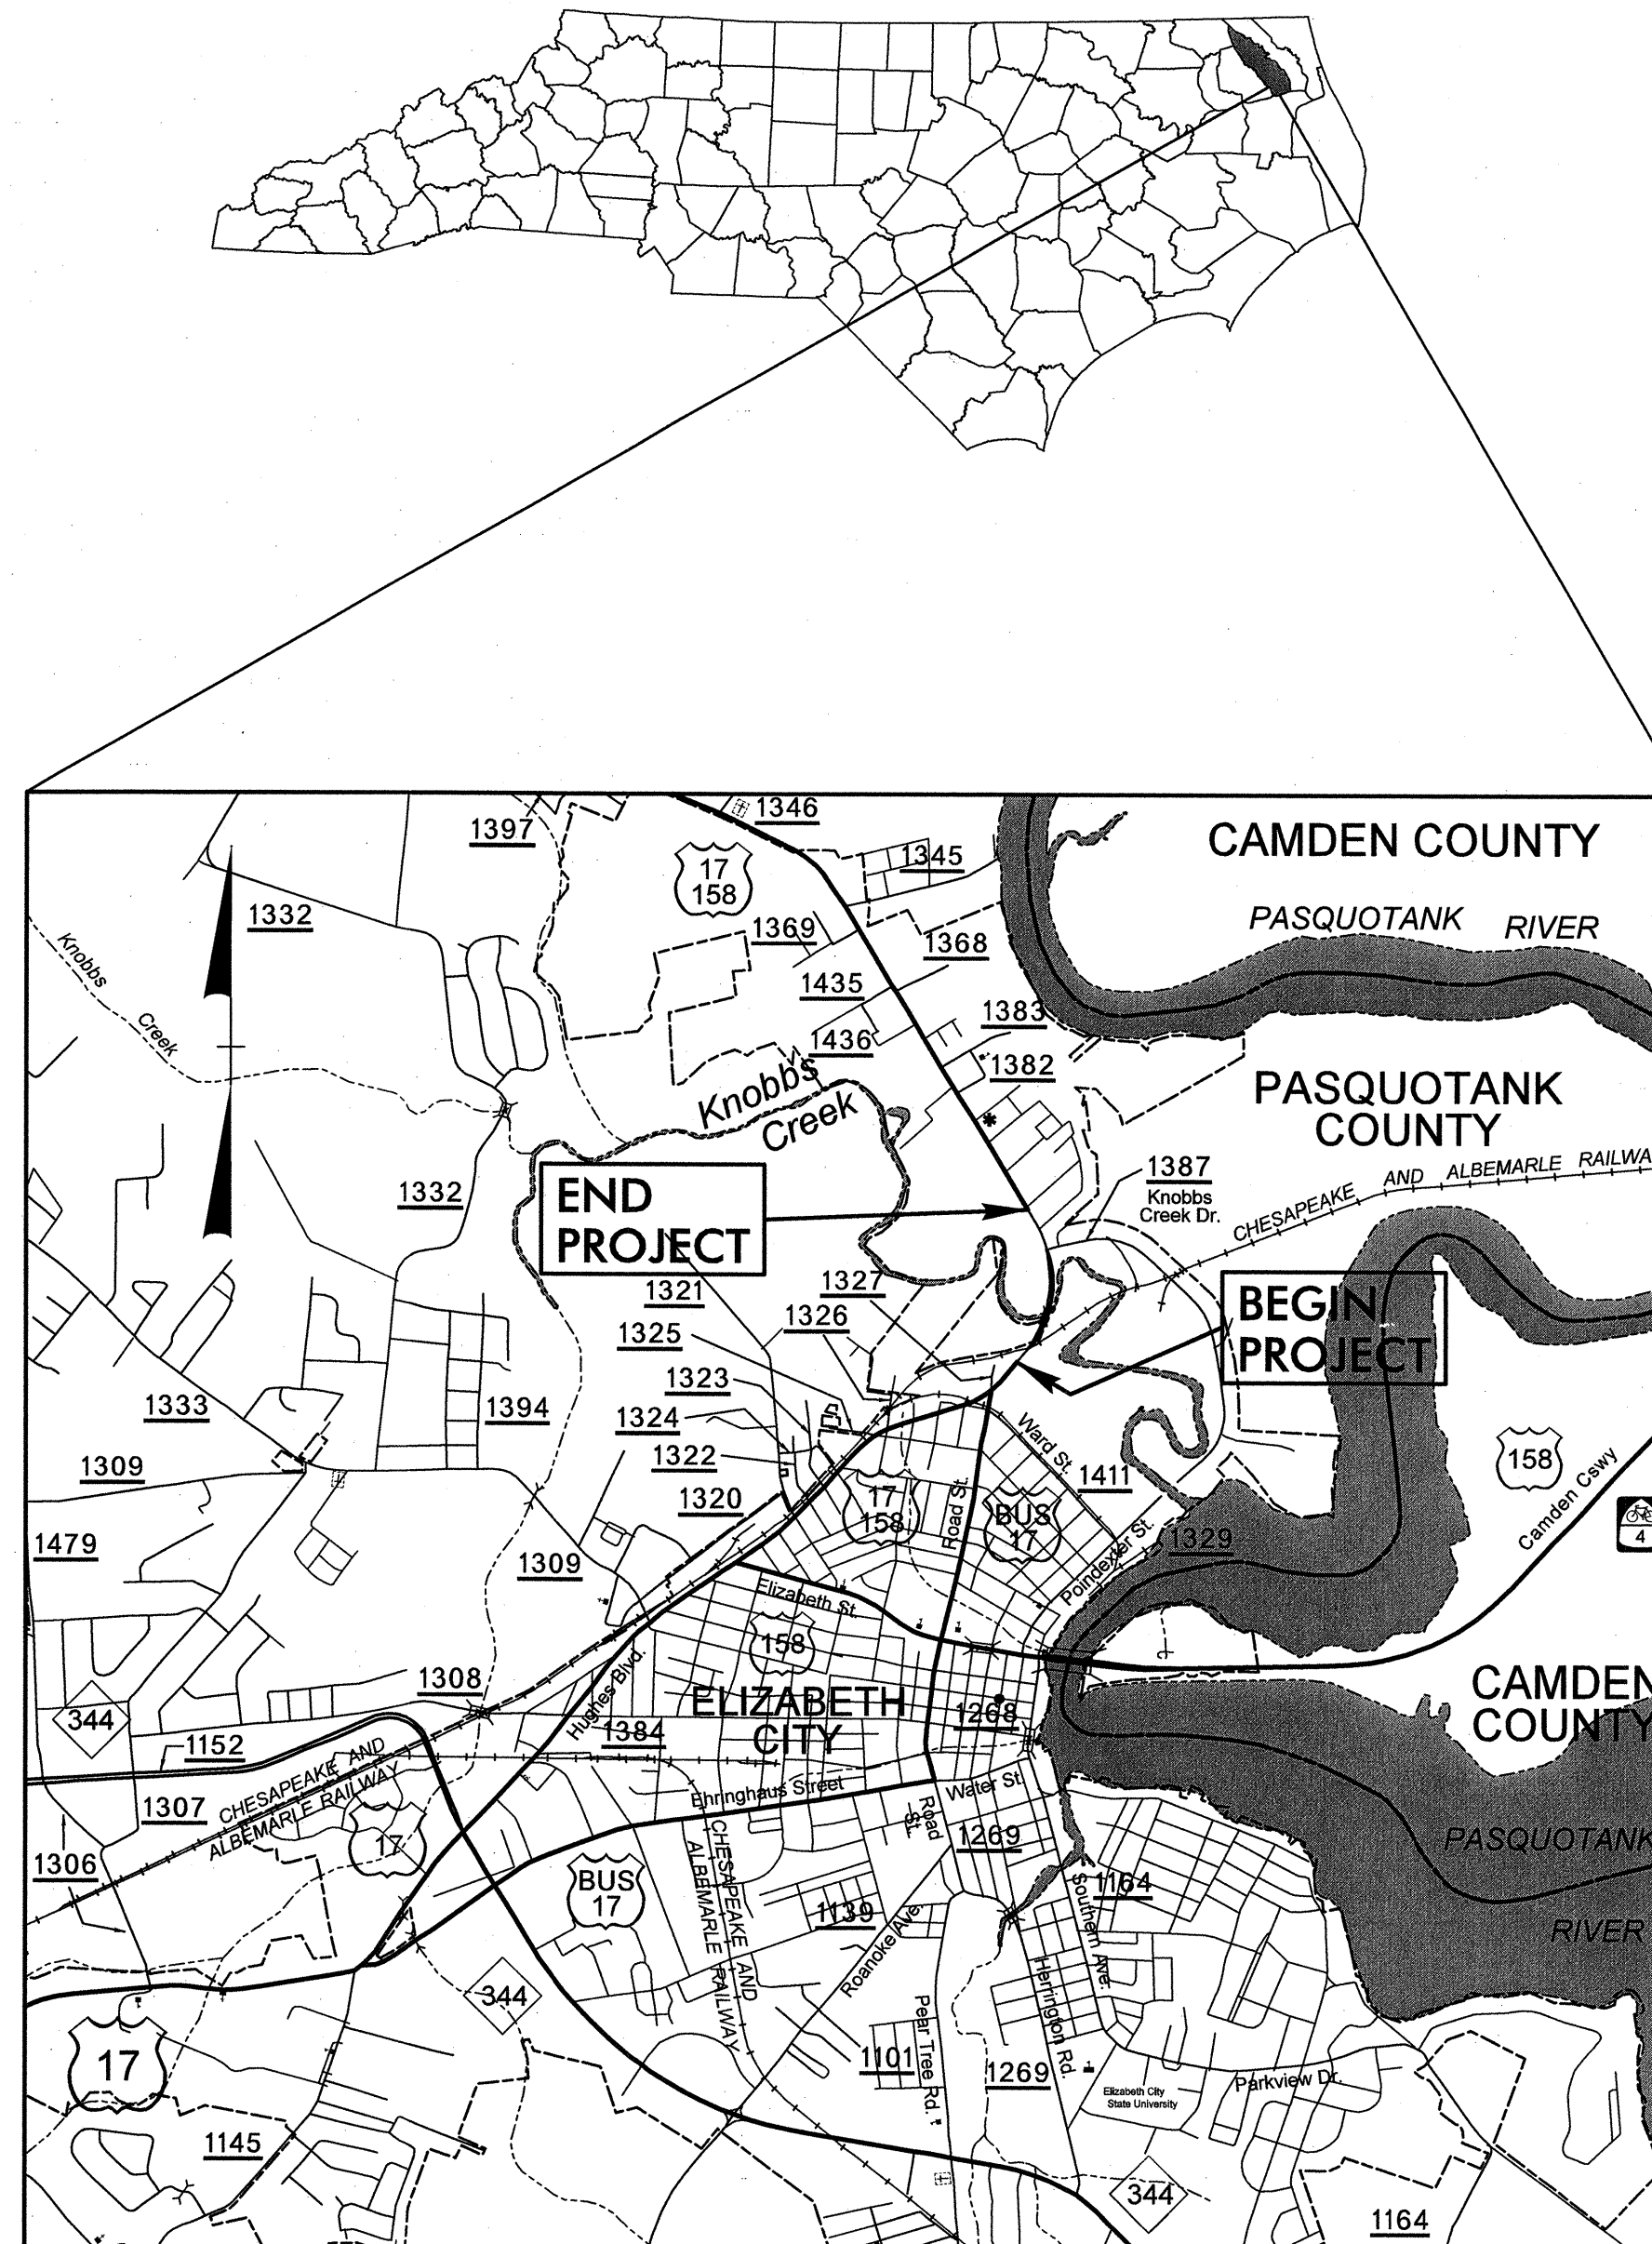 1346
1397
CAMDEN COUNTY
1345
17
158
PASQUOTANK RIVER
1332
1369
1368
Knobbs
Creek
1435
1383
1436
1382
Knobbs
Creek
PASQUOTANK
COUNTY
1387
Knobbs
Creek Dr.
CHESAPEAKE AND ALBEMARLE RAILWA
1332
END
PROJECT
1321
1327
1326
1325
BEGIN
PROJECT
1323
1333
1394
1324
Ward St.
1322
1411
1309
158
Camden Cswy
1320
17
158
Road St.
BUS
17
4
1479
1309
Poindexter St.
1329
Elizabeth St.
158
1308
Hughes Blvd.
ELIZABETH
CITY
1268
CAMDEN
COUNTY
344
1384
1152
CHESAPEAKE AND
ALBEMARLE RAILWAY
1307
Ehringhaus Street
Water St.
Road
St.
1269
PASQUOTANK
RIVER
17
1306
BUS
17
CHESAPEAKE AND
ALBEMARLE RAILWAY
1139
1164
Southern Ave.
Roanoke Ave.
344
Herrington Rd.
Pear Tree Rd.
17
1101
1269
Parkview Dr.
Elizabeth City
State University
1145
344
1164